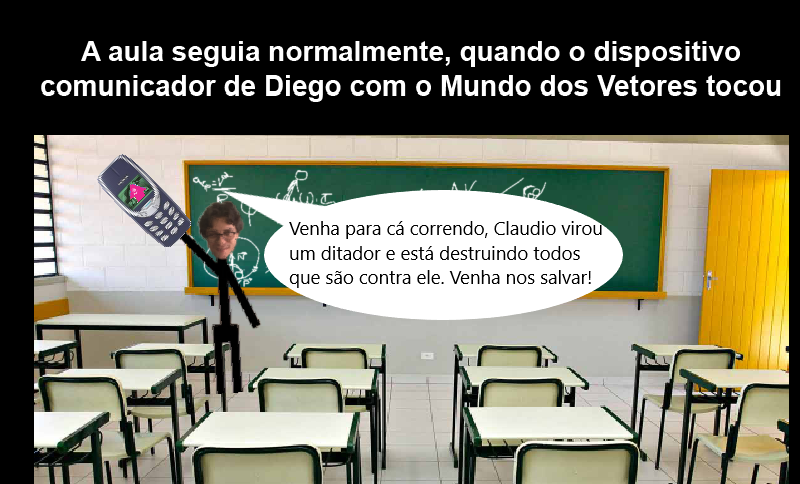 A aula seguia normalmente, quando o dispositivo
comunicador de Diego com o Mundo dos Vetores tocou
Venha para cá correndo, Claudio virou
um ditador e está destruindo todos
que são contra ele. Venha nos salvar!